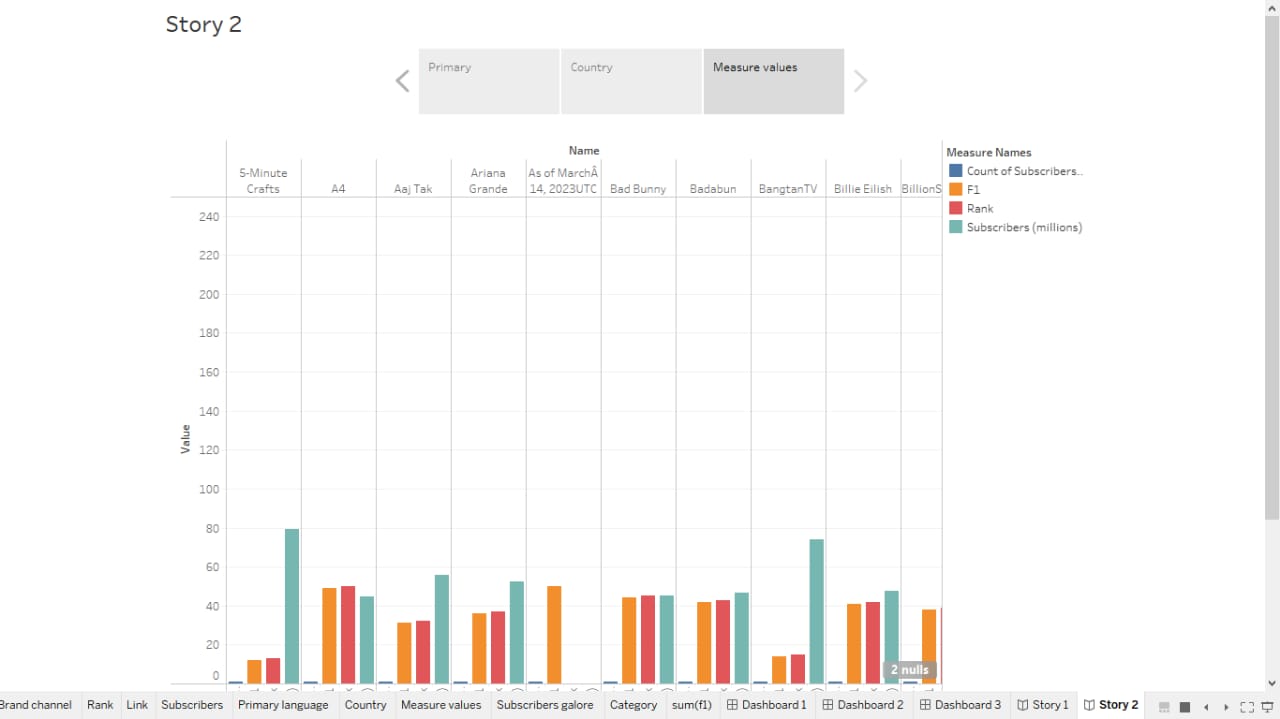 Story 2
Primary
Country
Measure values
Name
5-Minute
Crafts
A4
Aaj Tak
Ariana
Grande
As of MarchÂ
14, 2023UTC
Bad Bunny
Badabun
BangtanTV
Billie Eilish
BillionS
Measure Names
Count of Subscribers..
F1
Rank
Subscribers (millions)
Value
240
220
200
180
160
140
120
100
80
60
40
20
0
2 nulls
Brand channel
Rank
Link
Subscribers
Primary language
Country
Measure values
Subscribers galore
Category
sum(f1)
Dashboard 1
Dashboard 2
Dashboard 3
Story 1
Story 2